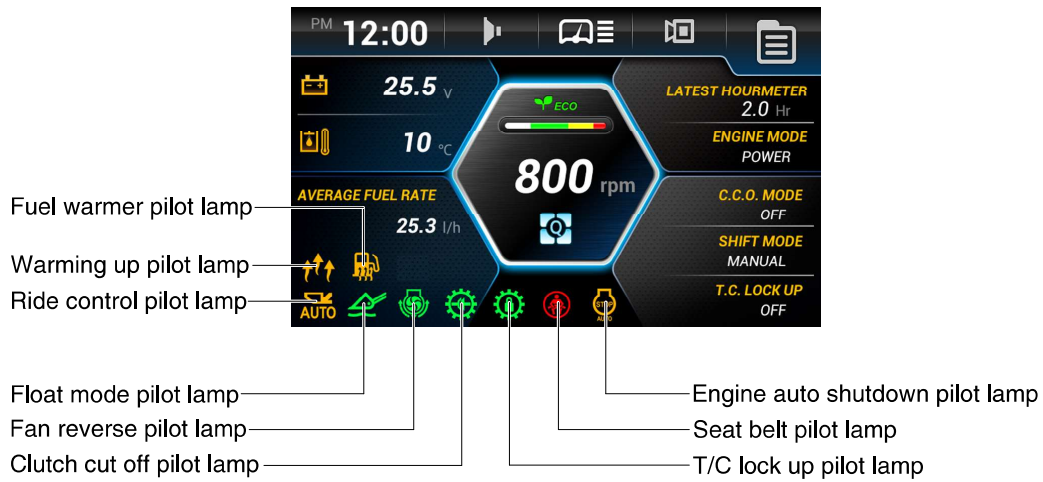 PM 12:00
25.5 V
10 °C
AVERAGE FUEL RATE
25.3 l/h
ECO
800 rpm
Q
LATEST HOURMETER
2.0 Hr
ENGINE MODE
POWER
C.C.O. MODE
OFF
SHIFT MODE
MANUAL
T.C. LOCK UP
OFF
AUTO
STOP
AUTO
Fuel warmer pilot lamp
Warming up pilot lamp
Ride control pilot lamp
Float mode pilot lamp
Fan reverse pilot lamp
Clutch cut off pilot lamp
Engine auto shutdown pilot lamp
Seat belt pilot lamp
T/C lock up pilot lamp